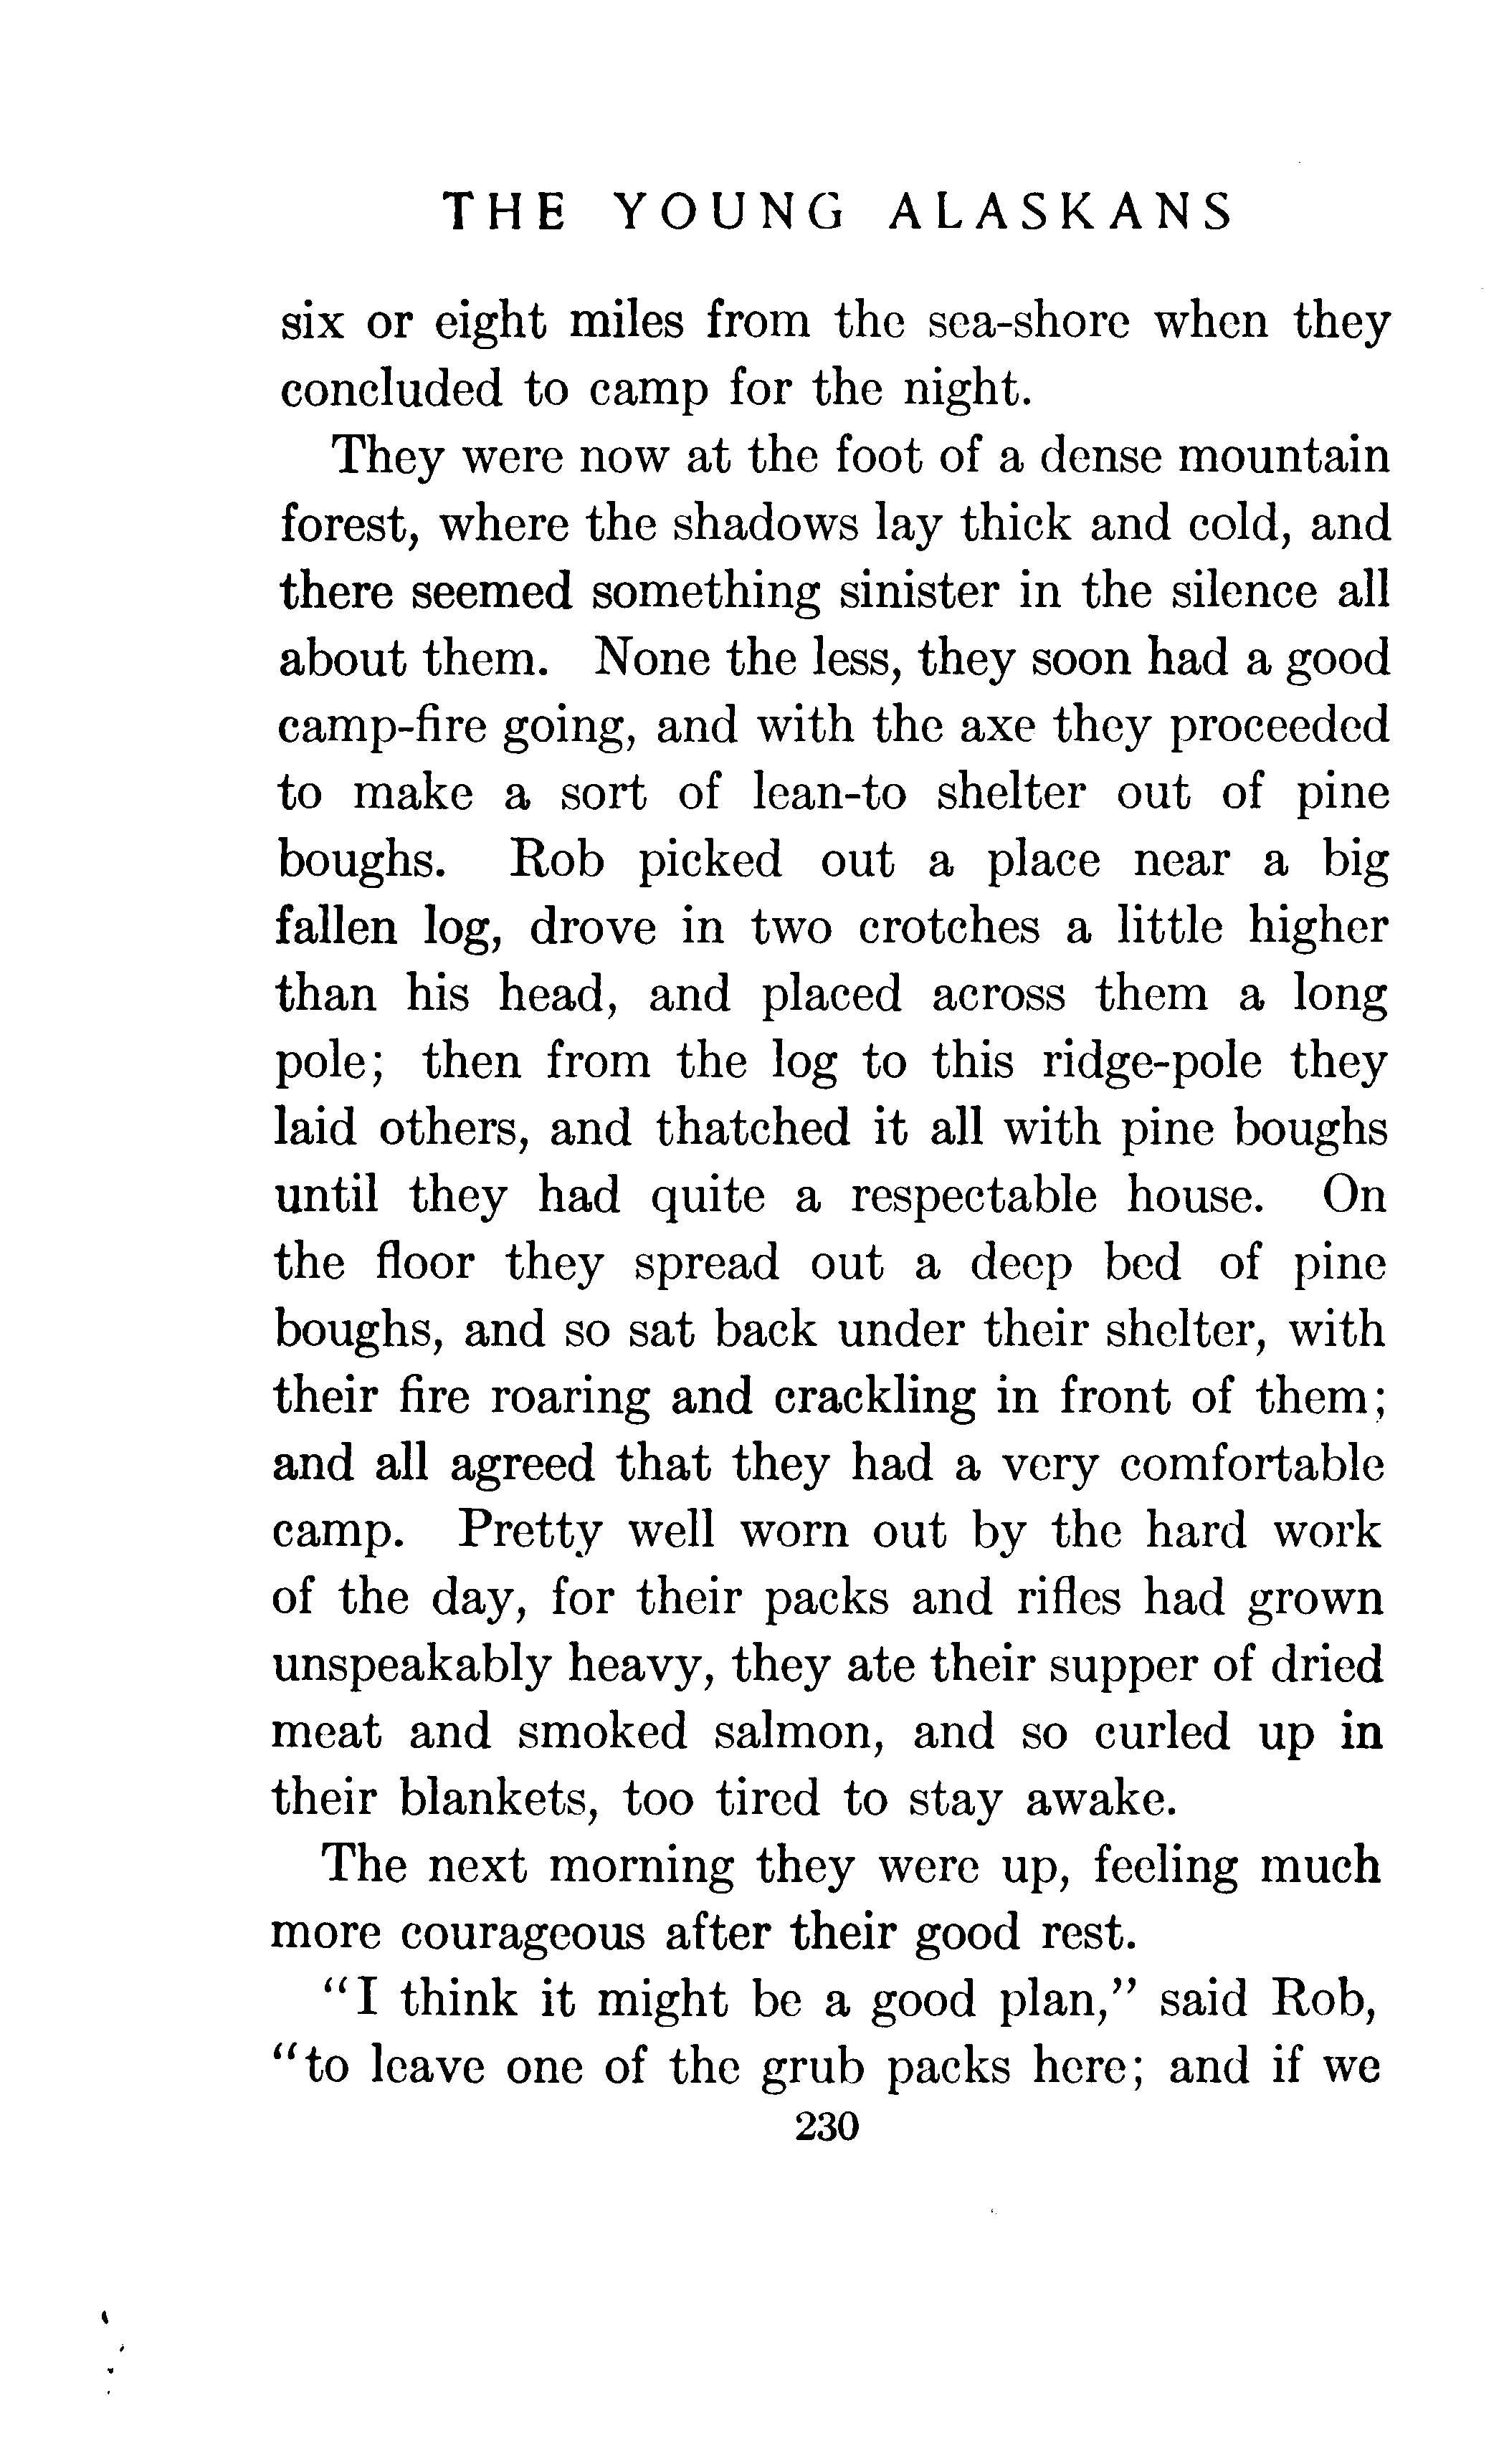 THE YOUNG ALASKANS
six or eight miles from the sea-shore when they
concluded to camp for the night.
They were now at the foot of a dense mountain
forest, where the shadows lay thick and cold, and
there seemed something sinister in the silence all
about them. None the less, they soon had a good
camp-fire going, and with the axe they proceeded
to make a sort of lean-to shelter out of pine
boughs. Rob picked out a place near a big
fallen log, drove in two crotches a little higher
than his head, and placed across them a long
pole; then from the log to this ridge-pole they
laid others, and thatched it all with pine boughs
until they had quite a respectable house. On
the floor they spread out a deep bed of pine
boughs, and so sat back under their shelter, with
their fire roaring and crackling in front of them;
and all agreed that they had a very comfortable
camp. Pretty well worn out by the hard work
of the day, for their packs and rifles had grown
unspeakably heavy, they ate their supper of dried
meat and smoked salmon, and so curled up in
their blankets, too tired to stay awake.
The next morning they were up, feeling much
more courageous after their good rest.
"I think it might be a good plan," said Rob,
"to leave one of the grub packs here; and if we
230